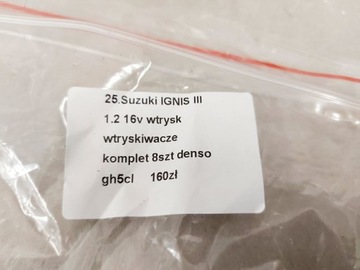 25.Suzuki IGNIS III
1.2 16v wtrysk
wtryskiwacze
komplet 8szt denso
gh5cl 160zł